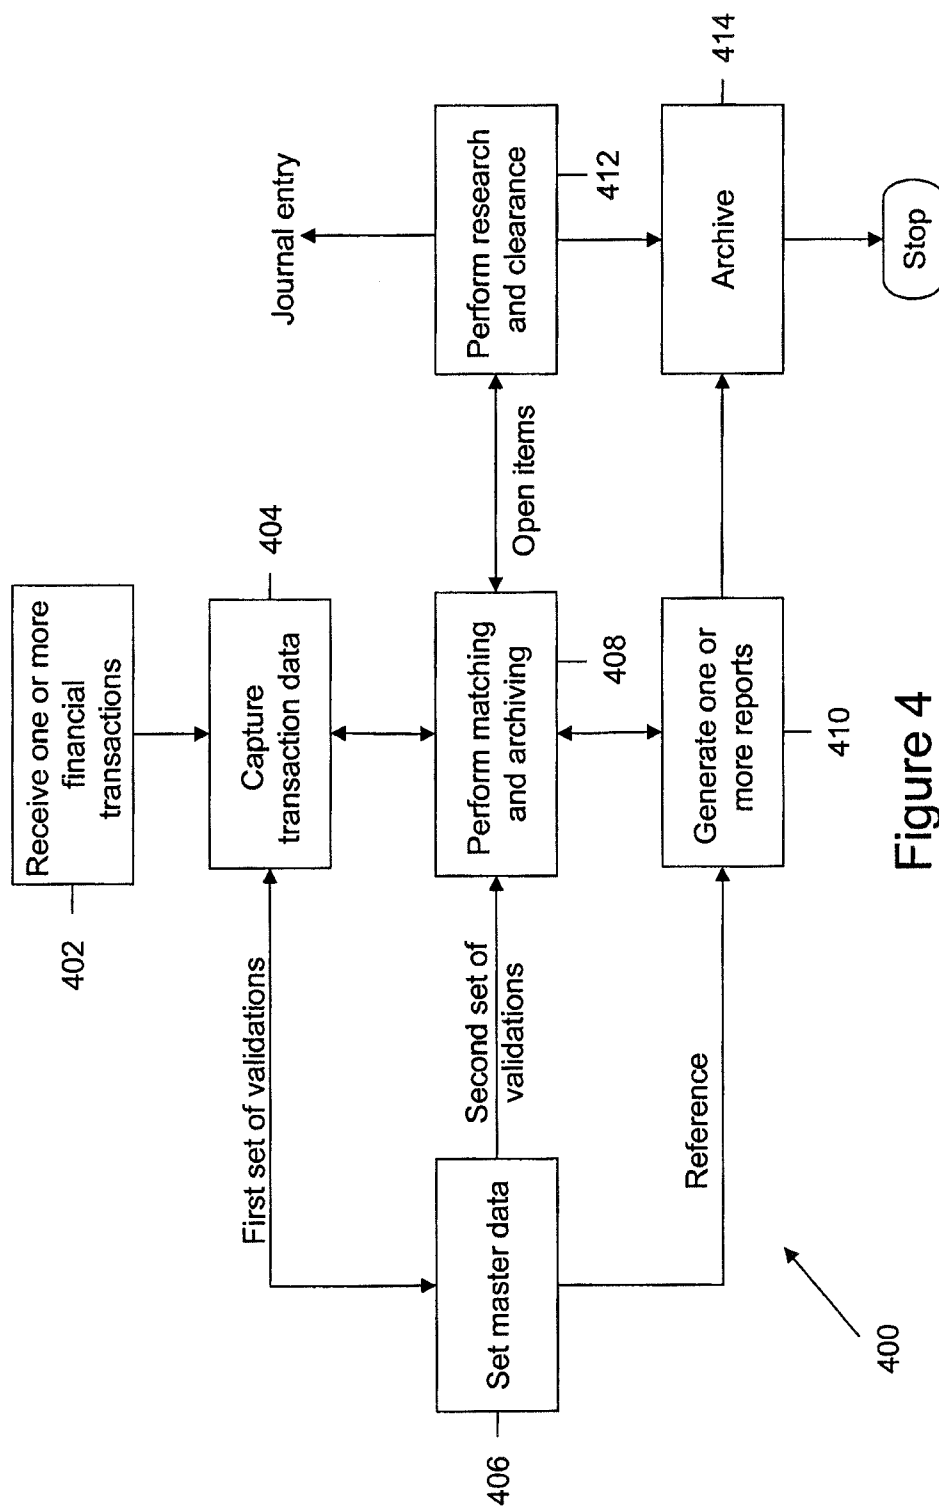 402
Receive one or more
financial
transactions
First set of validations
Capture
transaction data
404
Journal entry
406
Set master data
Second set of
validations
Perform matching
and archiving
408
Open items
Perform research
and clearance
412
Reference
Generate one or
more reports
410
Archive
414
400
Stop
Figure 4